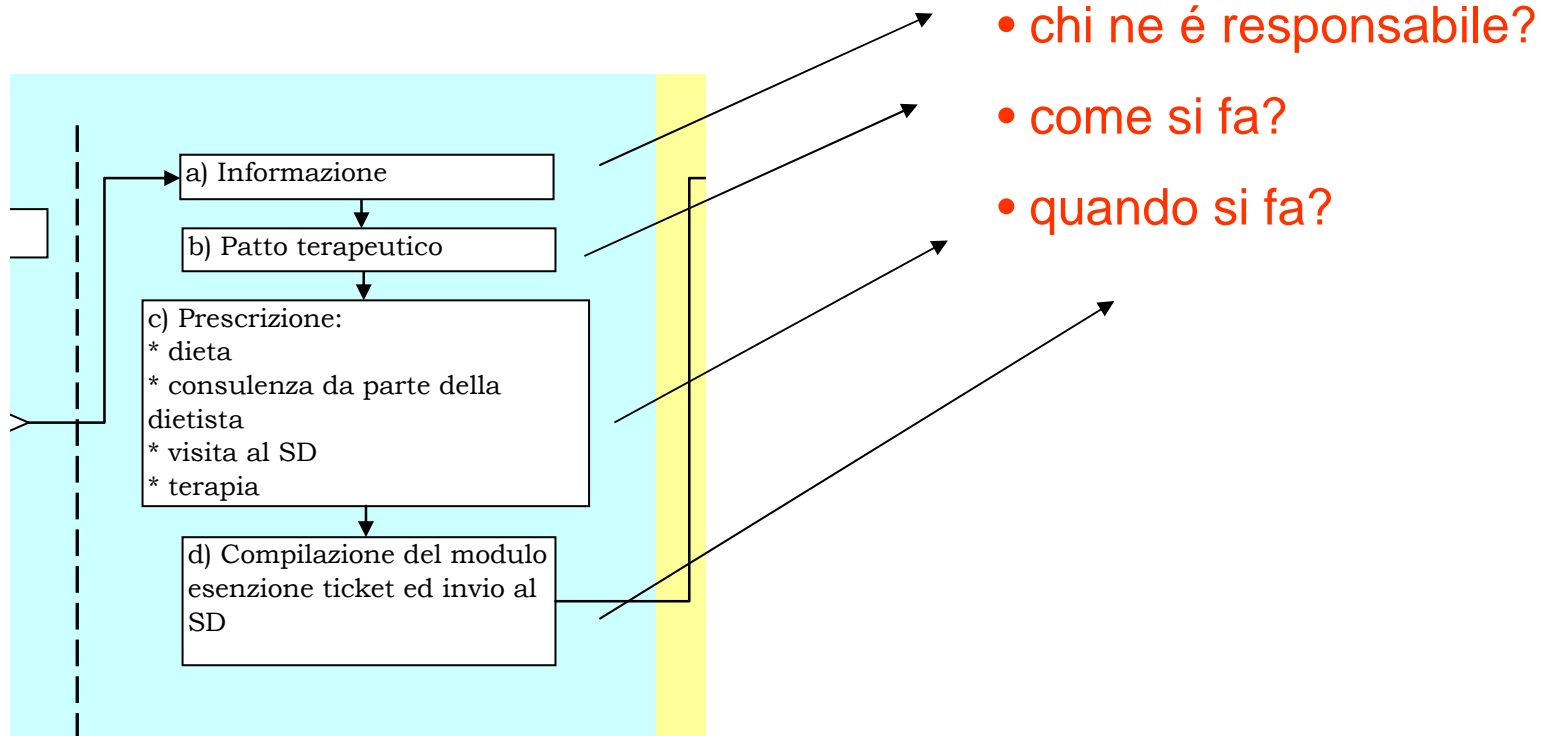 • chi ne é responsabile?
• come si fa?
• quando si fa?
a) Informazione
b) Patto terapeutico
c) Prescrizione:
* dieta
* consulenza da parte della
dietista
* visita al SD
* terapia
d) Compilazione del modulo
esenzione ticket ed invio al
SD